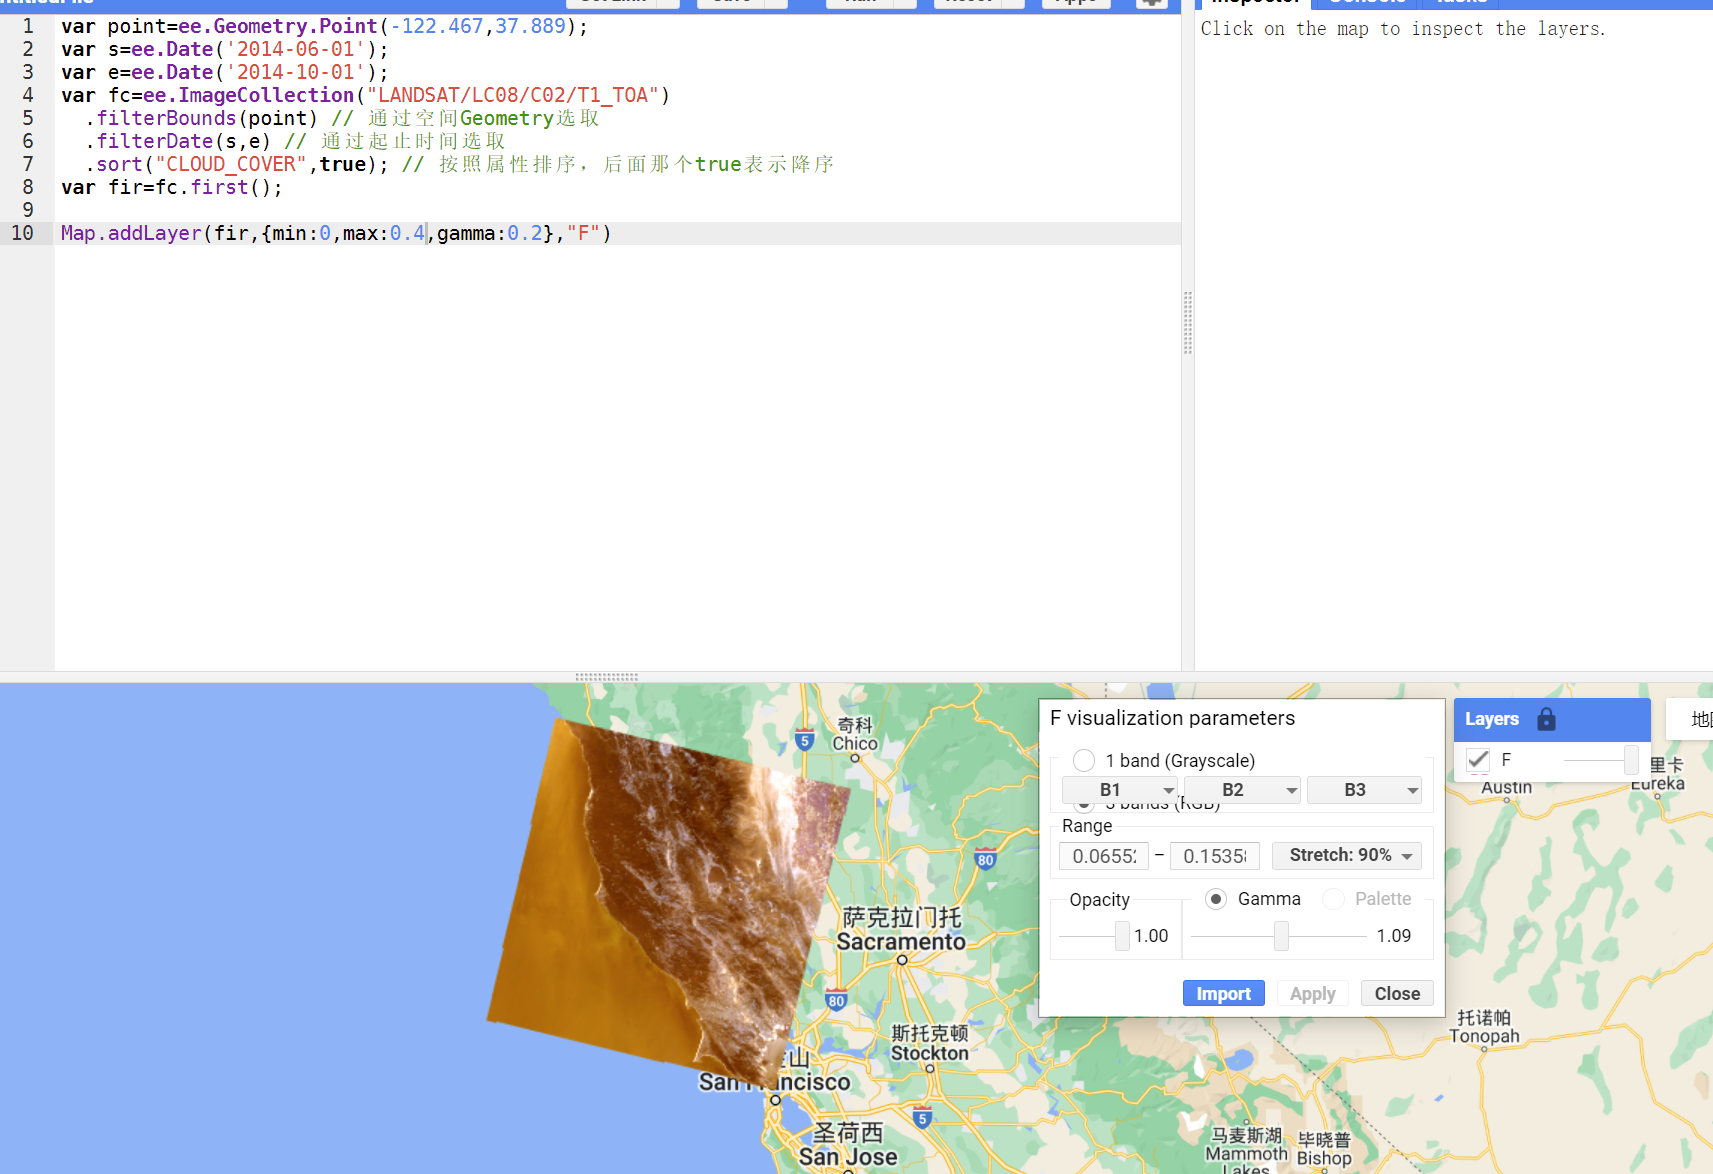 1 var point=ee.Geometry.Point(-122.467,37.889);
2 var s=ee.Date('2014-06-01');
3 var e=ee.Date('2014-10-01');
4 var fc=ee.ImageCollection("LANDSAT/LC08/C02/T1_TOA")
5 .filterBounds(point) // 通过空间Geometry选取
6 .filterDate(s,e) // 通过起止时间选取
7 .sort("CLOUD_COVER",true); // 按照属性排序，后面那个true表示降序
8 var fir=fc.first();
9
10 Map.addLayer(fir,{min:0,max:0.4,gamma:0.2},"F")
Inspector Console Tasks
Click on the map to inspect the layers.
F visualization parameters
1 band (Grayscale)
3 bands (RGB)
B1 B2 B3
Range
0.0655 – 0.1535 Stretch: 90%
Opacity Gamma Palette
1.00 1.09
Import Apply Close
Layers
F
奇科
Chico
5
80
萨克拉门托
Sacramento
80
斯托克顿
Stockton
山
San Francisco
5
圣荷西
San Jose
里卡
Eureka
Austin
托诺帕
Tonopah
马麦斯湖
Mammoth
Lakes
毕晓普
Bishop